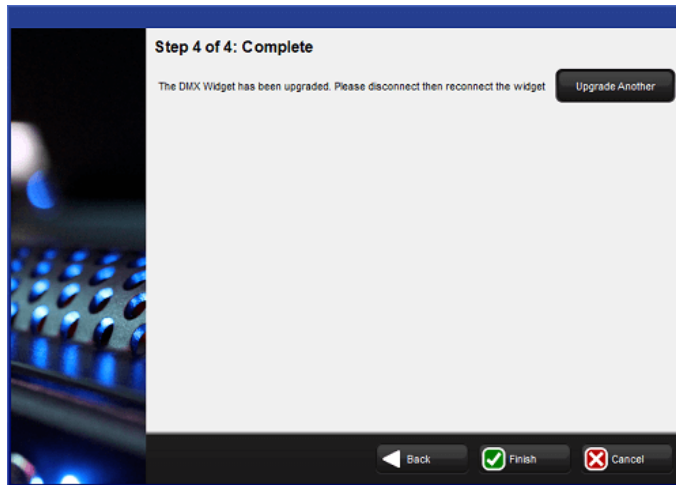 Step 4 of 4: Complete
The DMX Widget has been upgraded. Please disconnect then reconnect the widget
Upgrade Another
Back
Finish
Cancel